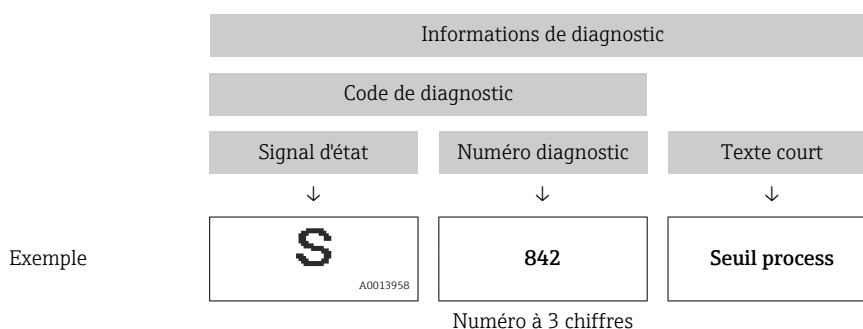 Informations de diagnostic
Code de diagnostic
Signal d'état Numéro diagnostic Texte court
↓ ↓ ↓
Exemple S 842 Seuil process
A0013958
Numéro à 3 chiffres